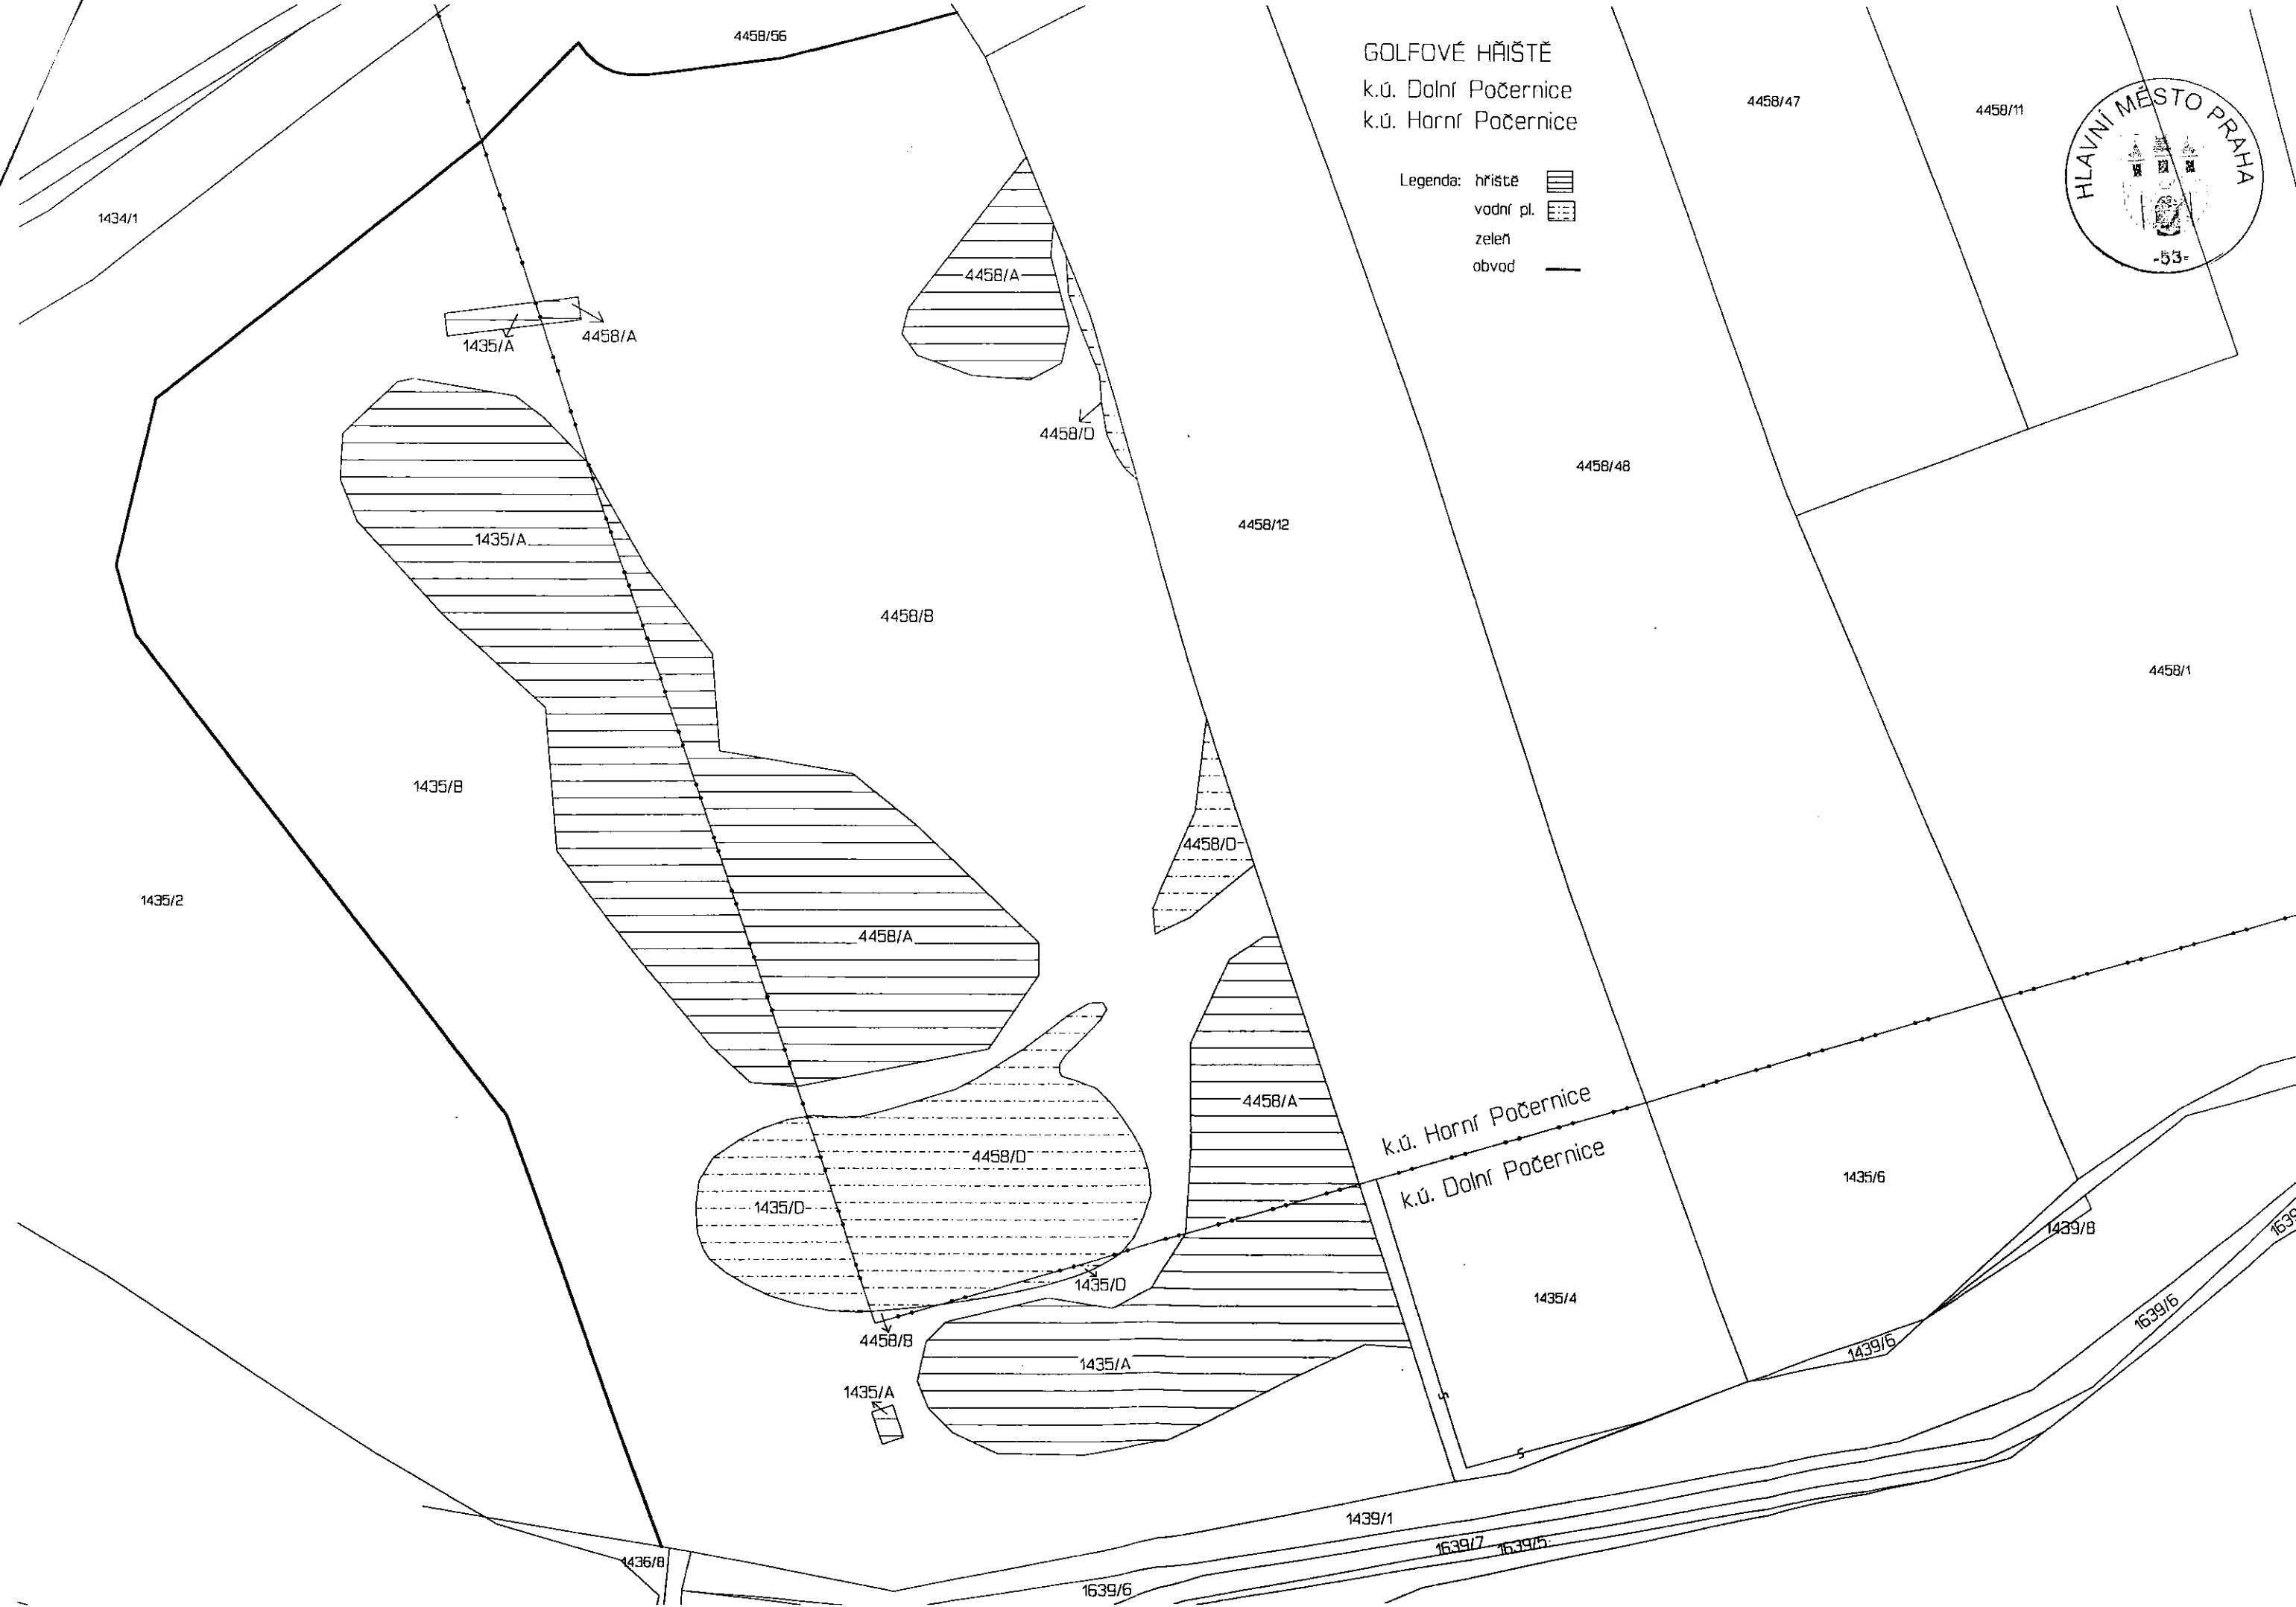 4458/56
GOLFOVÉ HŘIŠTĚ
k.ú. Dolní Počernice
k.ú. Horní Počernice
4458/47
4458/11
HLAVNÍ MĚSTO PRAHA
-53-
Legenda: hřiště
vodní pl.
zeleň
obvod
1434/1
4458/A
1435/A
4458/A
4458/D
4458/48
4458/12
1435/A
4458/B
4458/1
1435/B
4458/D
1435/2
4458/A
4458/A
k.ú. Horní Počernice
k.ú. Dolní Počernice
4458/D
1435/6
1435/D
1439/8
1435/D
1435/4
1639/6
4458/B
1439/6
1435/A
1435/A
s
s
1439/1
1639/7
1639/5
1436/8
1639/6